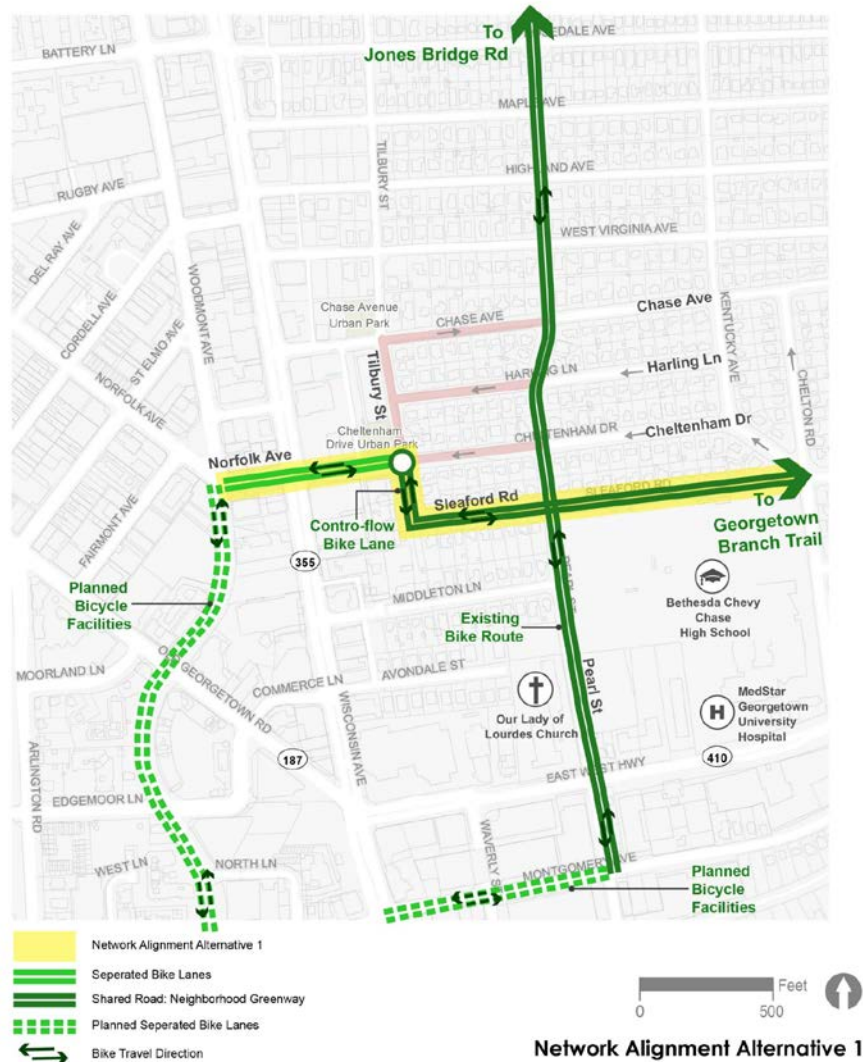 To
Jones Bridge Rd
EDALE AVE
BATTERY LN
MAPLE AVE
TILBURY ST
HIGHLAND AVE
RUGBY AVE
WEST VIRGINIA AVE
DEL RAY AVE
WOODMONT AVE
CORDELL AVE
ST ELMO AVE
Chase Avenue
Urban Park
CHASE AVE
Chase Ave
KENTUCKY AVE
Tilbury St
HARLING LN
Harling Ln
CHELTON RD
NORFOLK AVE
Cheltenham
Drive Urban Park
CHELTENHAM DR
Cheltenham Dr
Norfolk Ave
Sleaford Rd
SLEAFORD RD
FAIRMONT AVE
Contro-flow
Bike Lane
To
Georgetown
Branch Trail
355
Planned
Bicycle
Facilities
MIDDLETON LN
PEARL ST
Bethesda Chevy
Chase
High School
Existing
Bike Route
MOORLAND LN
OLD GEORGETOWN RD
COMMERCE LN
AVONDALE ST
Pearl St
WISCONSIN AVE
Our Lady of
Lourdes Church
H
MedStar
Georgetown
University
Hospital
187
410
ARLINGTON RD
EAST WEST HWY
EDGEMOOR LN
WAVERLY ST
WEST LN
NORTH LN
MONTGOMERY AVE
Planned
Bicycle
Facilities
Network Alignment Alternative 1
Seperated Bike Lanes
Shared Road: Neighborhood Greenway
Planned Seperated Bike Lanes
Bike Travel Direction
Feet
0
500
Network Alignment Alternative 1